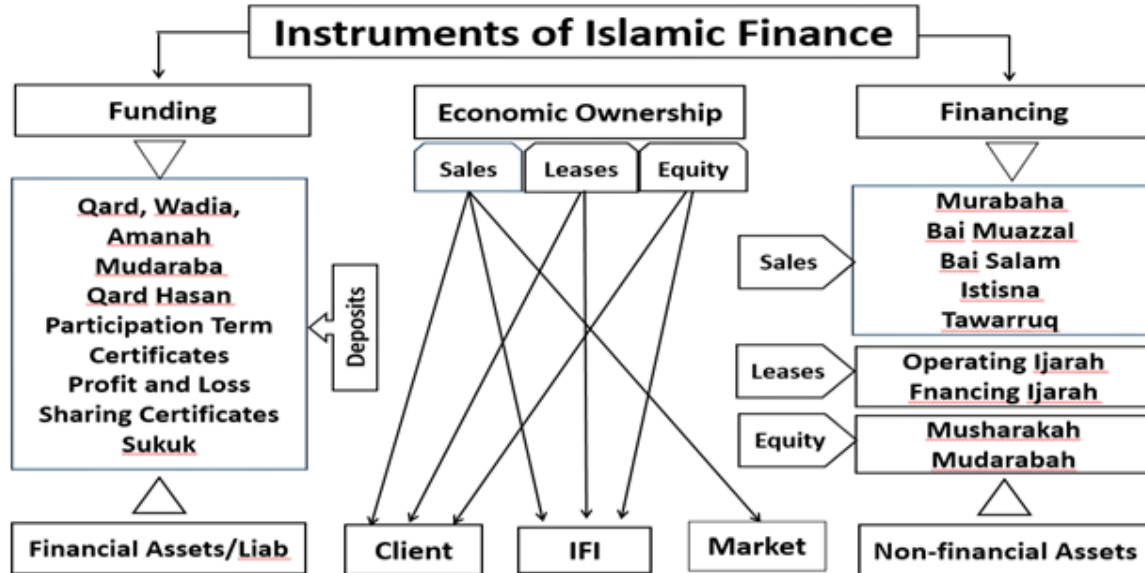 Instruments of Islamic Finance
Funding
Economic Ownership
Financing
Sales
Leases
Equity
Qard, Wadia,
Amanah
Mudaraba
Qard Hasan
Participation Term
Certificates
Profit and Loss
Sharing Certificates
Sukuk
Deposits
Sales
Murabaha
Bai Muazzal
Bai Salam
Istisna
Tawarruq
Leases
Operating Ijarah
Fnancing Ijarah
Equity
Musharakah
Mudarabah
Financial Assets/Liab
Client
IFI
Market
Non-financial Assets